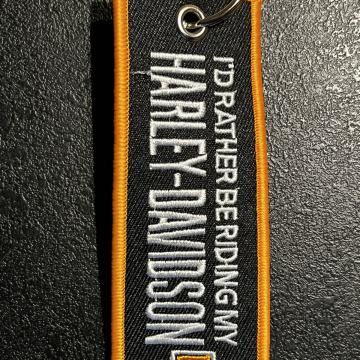 I'D RATHER BE RIDING MY
HARLEY-DAVIDSON